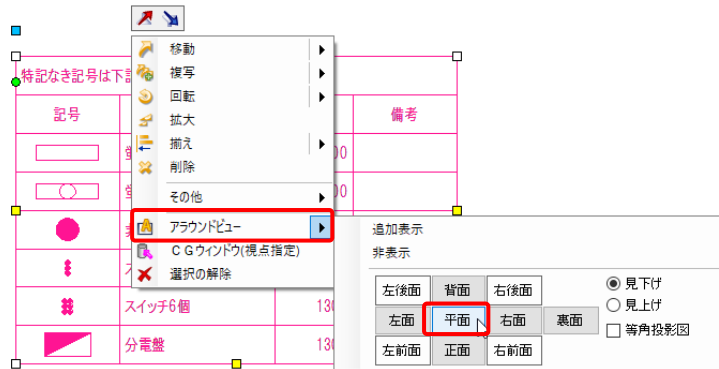 特記なき記号は下
記号
備考
スイッチ6個
分電盤
移動
複写
回転
拡大
揃え
削除
その他
アラウンドビュー
CGウィンドウ(視点指定)
選択の解除
追加表示
非表示
左後面 背面 右後面
左面 平面 右面 裏面
左前面 正面 右前面
見下げ
見上げ
等角投影図